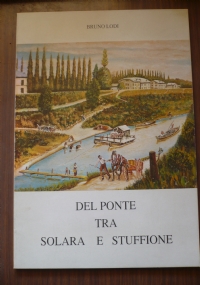 BRUNO LODI
DEL PONTE
TRA
SOLARA E STUFFIONE